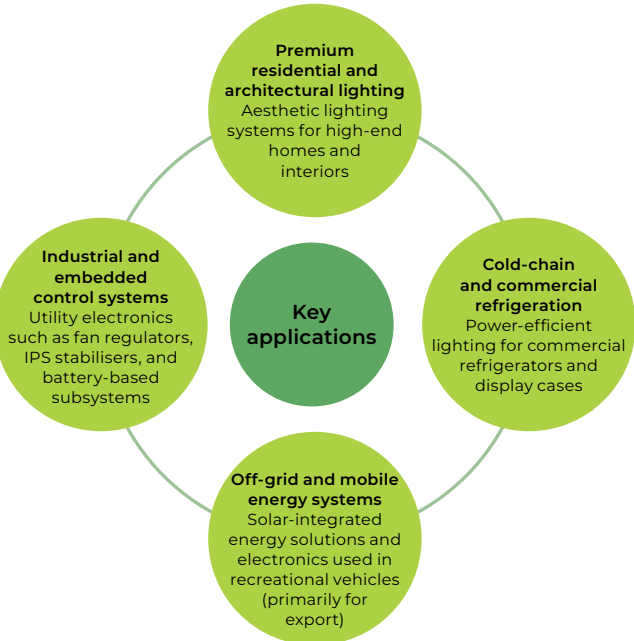 Premium
residential and
architectural lighting
Aesthetic lighting
systems for high-end
homes and
interiors
Industrial and
embedded
control systems
Utility electronics
such as fan regulators,
IPS stabilisers, and
battery-based
subsystems
Key
applications
Cold-chain
and commercial
refrigeration
Power-efficient
lighting for commercial
refrigerators and
display cases
Off-grid and mobile
energy systems
Solar-integrated
energy solutions and
electronics used in
recreational vehicles
(primarily for
export)